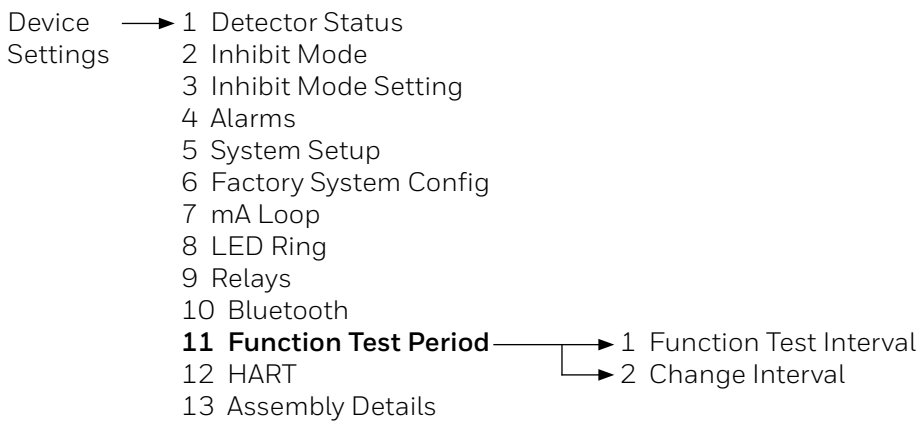 Device
Settings
1 Detector Status
2 Inhibit Mode
3 Inhibit Mode Setting
4 Alarms
5 System Setup
6 Factory System Config
7 mA Loop
8 LED Ring
9 Relays
10 Bluetooth
11 Function Test Period
12 HART
13 Assembly Details
1 Function Test Interval
2 Change Interval